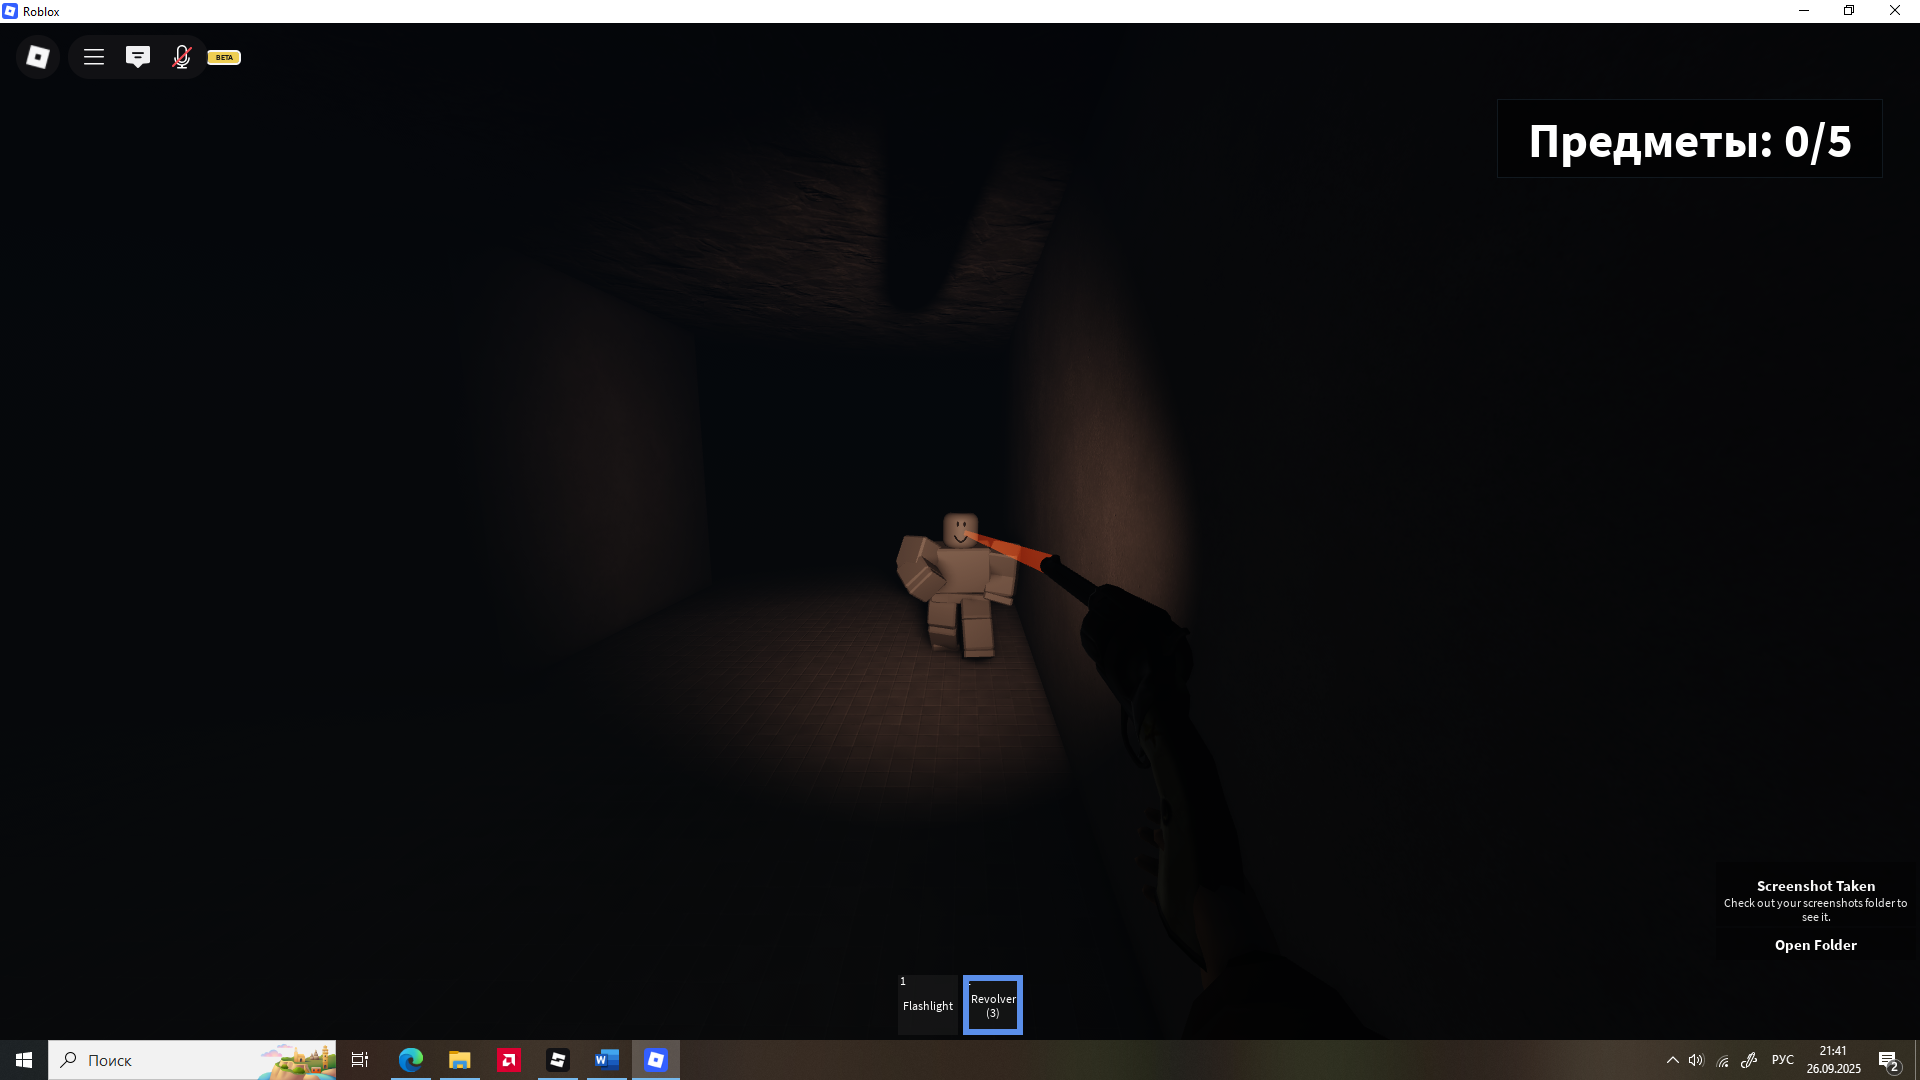 Roblox
BETA
Предметы: 0/5
Screenshot Taken
Check out your screenshots folder to
see it.
Open Folder
1
Flashlight
Revolver
(3)
Поиск
W
РУС
21:41
26.09.2025
2